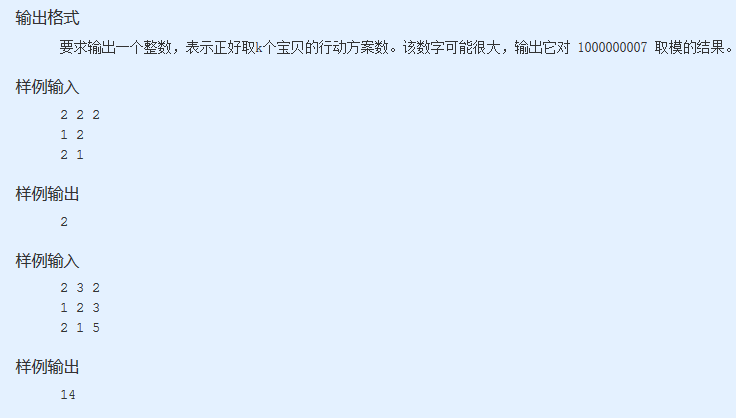 输出格式
要求输出一个整数，表示正好取k个宝贝的行动方案数。该数字可能很大，输出它对 1000000007 取模的结果。
样例输入
2 2 2
1 2
2 1
样例输出
2
样例输入
2 3 2
1 2 3
2 1 5
样例输出
14